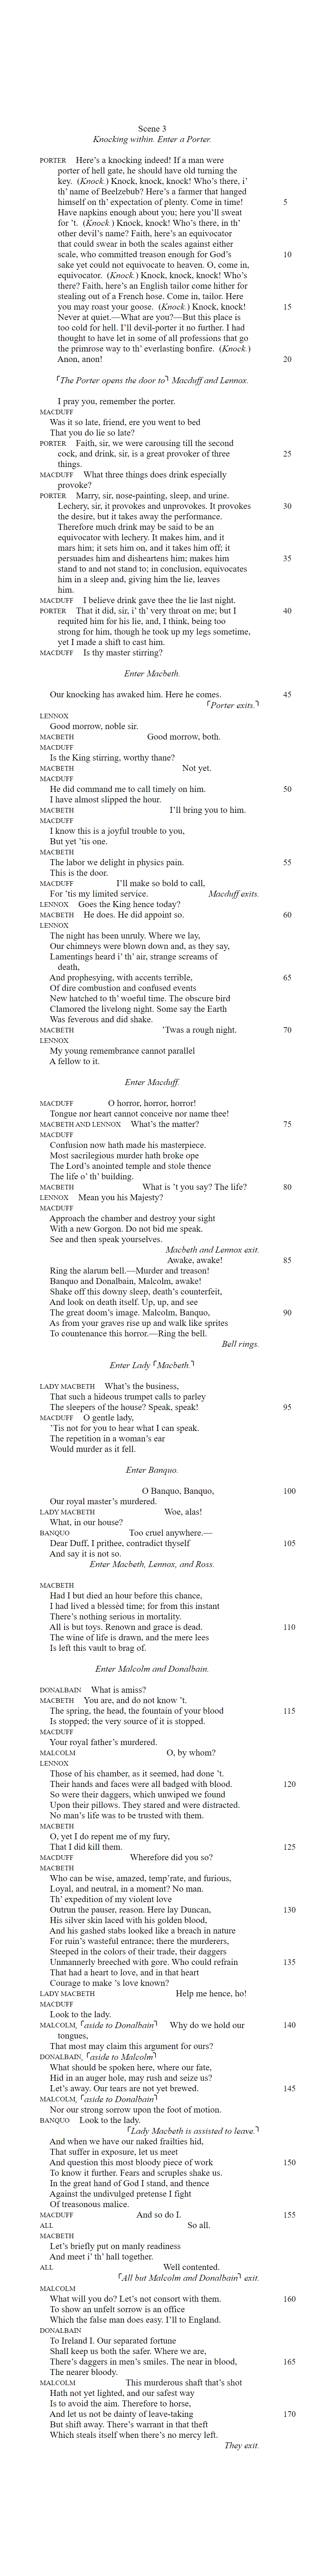 Scene 3
Knocking within. Enter a Porter.
PORTER Here's a knocking indeed! If a man were
porter of hell gate, he should have old turning the
key. (Knock.) Knock, knock, knock! Who's there, i'
th' name of Beelzebub? Here's a farmer that hanged
himself on th' expectation of plenty. Come in time! 5
Have napkins enough about you; here you'll sweat
for 't. (Knock.) Knock, knock! Who's there, in th'
other devil's name? Faith, here's an equivocator
that could swear in both the scales against either
scale, who committed treason enough for God's 10
sake yet could not equivocate to heaven. O, come in,
equivocator. (Knock.) Knock, knock, knock! Who's
there? Faith, here's an English tailor come hither for
stealing out of a French hose. Come in, tailor. Here
you may roast your goose. (Knock.) Knock, knock! 15
Never at quiet.—What are you?—But this place is
too cold for hell. I'll devil-porter it no further. I had
thought to have let in some of all professions that go
the primrose way to th' everlasting bonfire. (Knock.)
Anon, anon! 20
⌜The Porter opens the door to⌝ Macduff and Lennox.
I pray you, remember the porter.
MACDUFF
Was it so late, friend, ere you went to bed
That you do lie so late?
PORTER Faith, sir, we were carousing till the second
cock, and drink, sir, is a great provoker of three 25
things.
MACDUFF What three things does drink especially
provoke?
PORTER Marry, sir, nose-painting, sleep, and urine.
Lechery, sir, it provokes and unprovokes. It provokes 30
the desire, but it takes away the performance.
Therefore much drink may be said to be an
equivocator with lechery. It makes him, and it
mars him; it sets him on, and it takes him off; it
persuades him and disheartens him; makes him 35
stand to and not stand to; in conclusion, equivocates
him in a sleep and, giving him the lie, leaves
him.
MACDUFF I believe drink gave thee the lie last night.
PORTER That it did, sir, i' th' very throat on me; but I 40
requited him for his lie, and, I think, being too
strong for him, though he took up my legs sometime,
yet I made a shift to cast him.
MACDUFF Is thy master stirring?
Enter Macbeth.
Our knocking has awaked him. Here he comes. 45
⌜Porter exits.⌝
LENNOX
Good morrow, noble sir.
MACBETH Good morrow, both.
MACDUFF
Is the King stirring, worthy thane?
MACBETH Not yet.
MACDUFF
He did command me to call timely on him. 50
I have almost slipped the hour.
MACBETH I'll bring you to him.
MACDUFF
I know this is a joyful trouble to you,
But yet 'tis one.
MACBETH
The labor we delight in physics pain. 55
This is the door.
MACDUFF I'll make so bold to call,
For 'tis my limited service. Macduff exits.
LENNOX Goes the King hence today?
MACBETH He does. He did appoint so. 60
LENNOX
The night has been unruly. Where we lay,
Our chimneys were blown down and, as they say,
Lamentings heard i' th' air, strange screams of
death,
And prophesying, with accents terrible, 65
Of dire combustion and confused events
New hatched to th' woeful time. The obscure bird
Clamored the livelong night. Some say the Earth
Was feverous and did shake.
MACBETH 'Twas a rough night. 70
LENNOX
My young remembrance cannot parallel
A fellow to it.
Enter Macduff.
MACDUFF O horror, horror, horror!
Tongue nor heart cannot conceive nor name thee!
MACBETH AND LENNOX What's the matter? 75
MACDUFF
Confusion now hath made his masterpiece.
Most sacrilegious murder hath broke ope
The Lord's anointed temple and stole thence
The life o' th' building.
MACBETH What is 't you say? The life? 80
LENNOX Mean you his Majesty?
MACDUFF
Approach the chamber and destroy your sight
With a new Gorgon. Do not bid me speak.
See and then speak yourselves.
Macbeth and Lennox exit.
Awake, awake! 85
Ring the alarum bell.—Murder and treason!
Banquo and Donalbain, Malcolm, awake!
Shake off this downy sleep, death's counterfeit,
And look on death itself. Up, up, and see
The great doom's image. Malcolm, Banquo, 90
As from your graves rise up and walk like sprites
To countenance this horror.—Ring the bell.
Bell rings.
Enter Lady ⌜Macbeth.⌝
LADY MACBETH What's the business,
That such a hideous trumpet calls to parley
The sleepers of the house? Speak, speak! 95
MACDUFF O gentle lady,
'Tis not for you to hear what I can speak.
The repetition in a woman's ear
Would murder as it fell.
Enter Banquo.
O Banquo, Banquo, 100
Our royal master's murdered.
LADY MACBETH Woe, alas!
What, in our house?
BANQUO Too cruel anywhere.—
Dear Duff, I prithee, contradict thyself 105
And say it is not so.
Enter Macbeth, Lennox, and Ross.
MACBETH
Had I but died an hour before this chance,
I had lived a blessèd time; for from this instant
There's nothing serious in mortality.
All is but toys. Renown and grace is dead. 110
The wine of life is drawn, and the mere lees
Is left this vault to brag of.
Enter Malcolm and Donalbain.
DONALBAIN What is amiss?
MACBETH You are, and do not know 't.
The spring, the head, the fountain of your blood 115
Is stopped; the very source of it is stopped.
MACDUFF
Your royal father's murdered.
MALCOLM O, by whom?
LENNOX
Those of his chamber, as it seemed, had done 't.
Their hands and faces were all badged with blood. 120
So were their daggers, which unwiped we found
Upon their pillows. They stared and were distracted.
No man's life was to be trusted with them.
MACBETH
O, yet I do repent me of my fury,
That I did kill them. 125
MACDUFF Wherefore did you so?
MACBETH
Who can be wise, amazed, temp'rate, and furious,
Loyal, and neutral, in a moment? No man.
Th' expedition of my violent love
Outrun the pauser, reason. Here lay Duncan, 130
His silver skin laced with his golden blood,
And his gashed stabs looked like a breach in nature
For ruin's wasteful entrance; there the murderers,
Steeped in the colors of their trade, their daggers
Unmannerly breeched with gore. Who could refrain 135
That had a heart to love, and in that heart
Courage to make 's love known?
LADY MACBETH Help me hence, ho!
MACDUFF
Look to the lady.
MALCOLM, ⌜aside to Donalbain⌝ Why do we hold our 140
tongues,
That most may claim this argument for ours?
DONALBAIN, ⌜aside to Malcolm⌝
What should be spoken here, where our fate,
Hid in an auger hole, may rush and seize us?
Let's away. Our tears are not yet brewed. 145
MALCOLM, ⌜aside to Donalbain⌝
Nor our strong sorrow upon the foot of motion.
BANQUO Look to the lady.
⌜Lady Macbeth is assisted to leave.⌝
And when we have our naked frailties hid,
That suffer in exposure, let us meet
And question this most bloody piece of work 150
To know it further. Fears and scruples shake us.
In the great hand of God I stand, and thence
Against the undivulged pretense I fight
Of treasonous malice.
MACDUFF And so do I. 155
ALL So all.
MACBETH
Let's briefly put on manly readiness
And meet i' th' hall together.
ALL Well contented.
⌜All but Malcolm and Donalbain⌝ exit.
MALCOLM
What will you do? Let's not consort with them. 160
To show an unfelt sorrow is an office
Which the false man does easy. I'll to England.
DONALBAIN
To Ireland I. Our separated fortune
Shall keep us both the safer. Where we are,
There's daggers in men's smiles. The near in blood, 165
The nearer bloody.
MALCOLM This murderous shaft that's shot
Hath not yet lighted, and our safest way
Is to avoid the aim. Therefore to horse,
And let us not be dainty of leave-taking 170
But shift away. There's warrant in that theft
Which steals itself when there's no mercy left.
They exit.